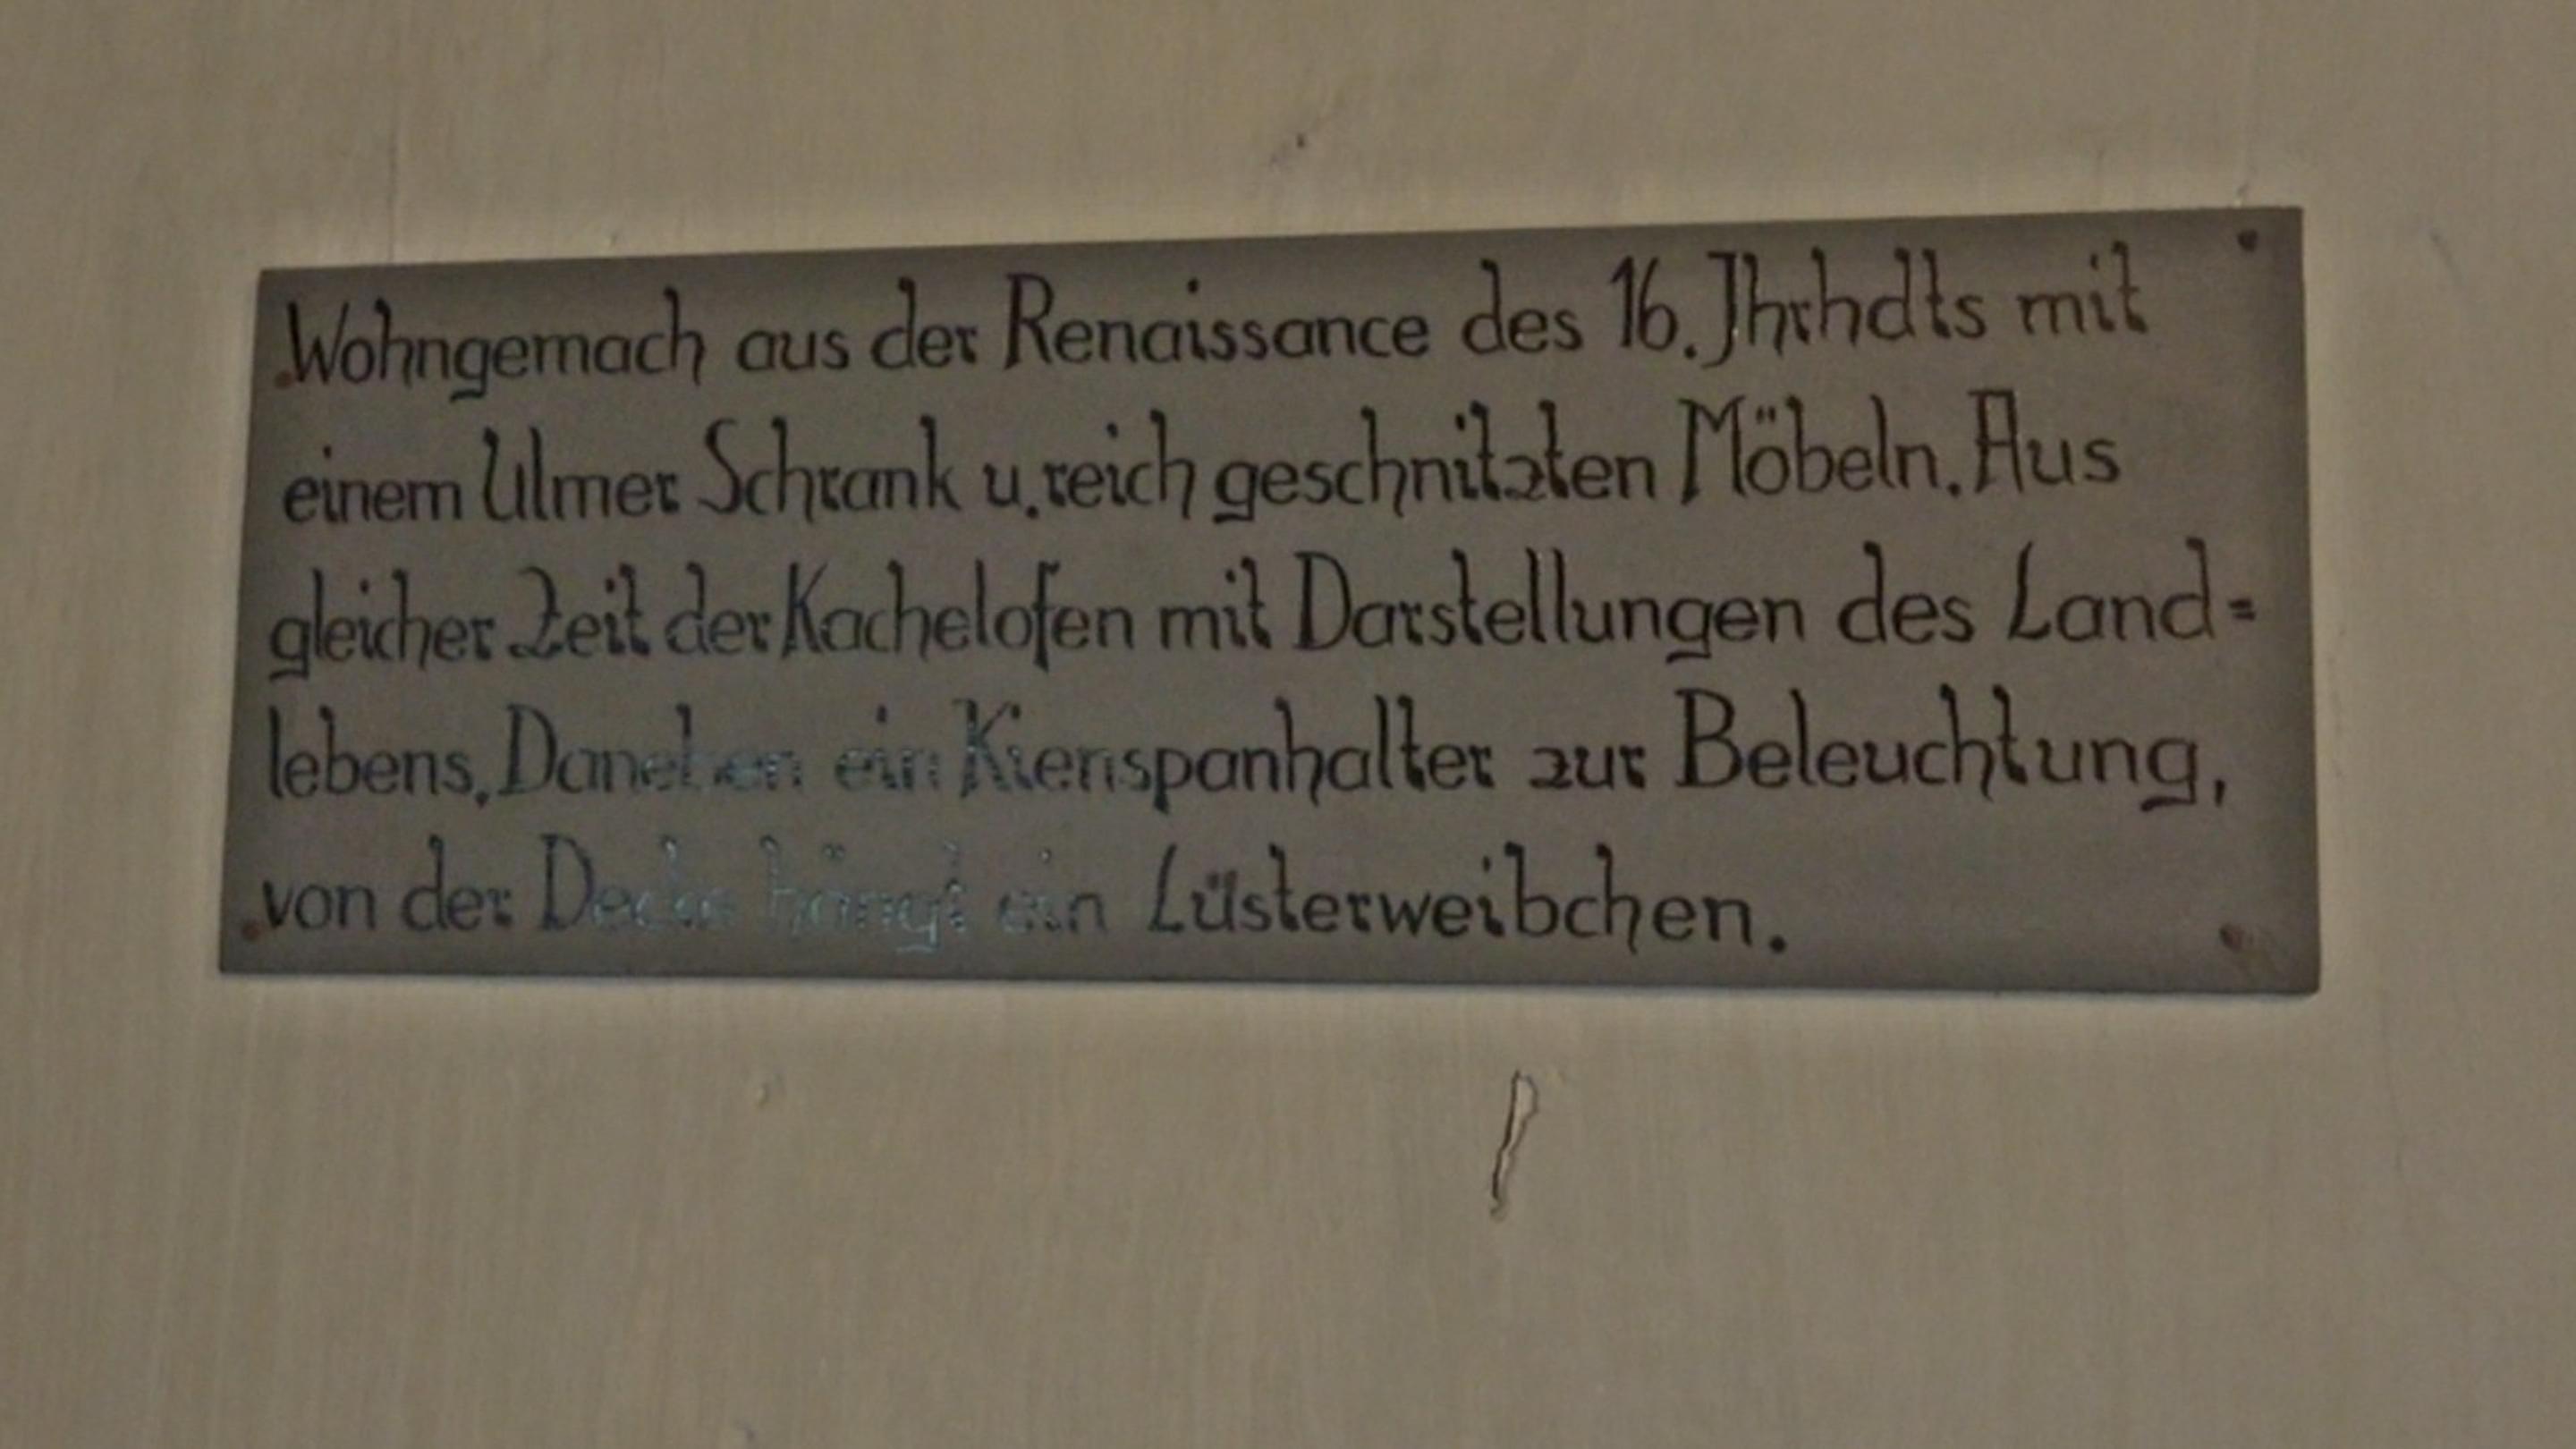 Wohngemach aus der Renaissance des 16. Jhrhdts mit
einem Ulmer Schrank u. reich geschnitzten Möbeln. Aus
gleicher Zeit der Kachelofen mit Darstellungen des Land=
lebens. Daneben ein Kienspanhalter zur Beleuchtung,
von der Decke hängt ein Lüsterweibchen.